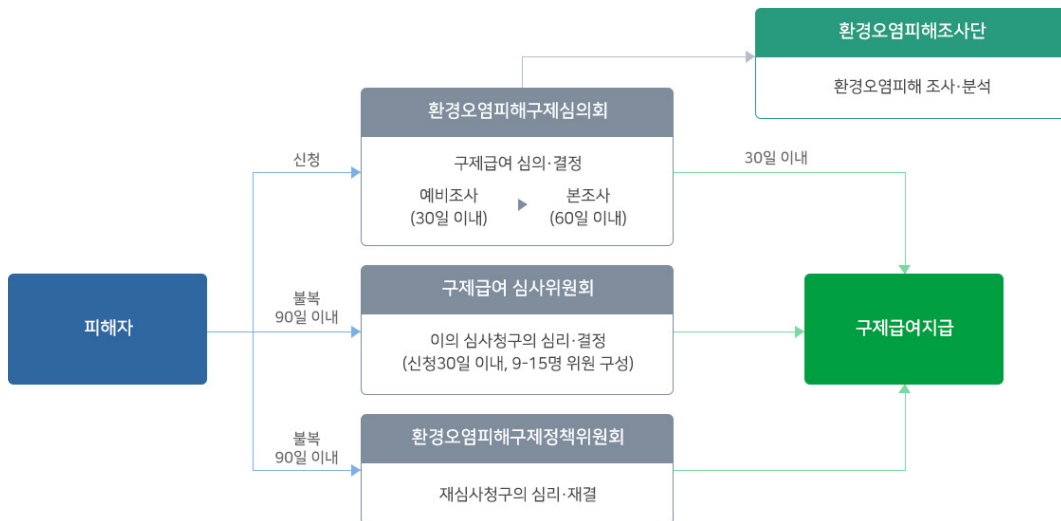 환경오염피해조사단
환경오염피해 조사·분석
환경오염피해구제심의회
신청
구제급여 심의·결정
예비조사
(30일 이내)
본조사
(60일 이내)
30일 이내
피해자
불복
90일 이내
구제급여 심사위원회
이의 심사청구의 심리·결정
(신청30일 이내, 9-15명 위원 구성)
구제급여지급
불복
90일 이내
환경오염피해구제정책위원회
재심사청구의 심리·재결